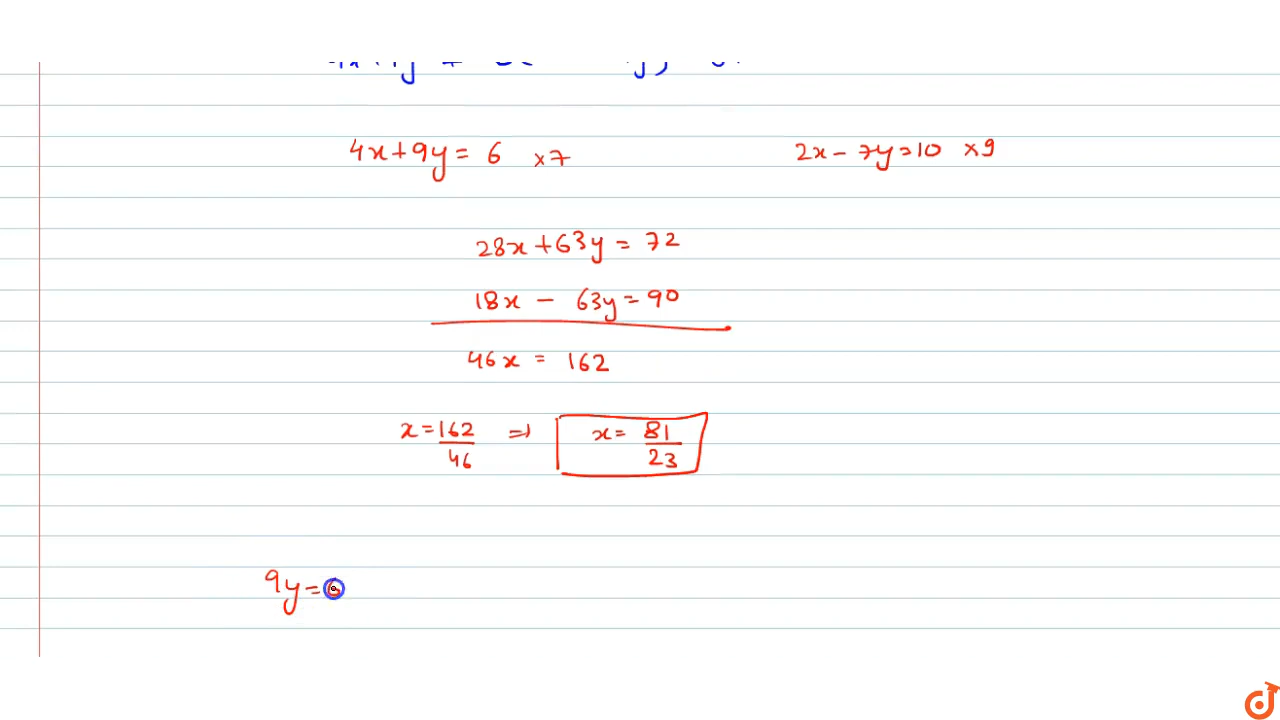 4x+9y= 6 ×7 2x-7y=10 ×9
28x+63y = 72
18x - 63y=90
46x = 162
x=162/46 ⇒ x= 81/23
9y=6